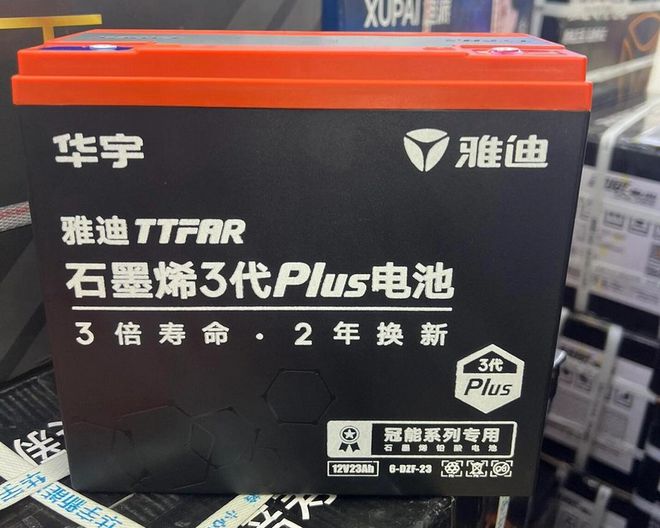 XUPAI
华宇
雅迪
雅迪 TTFAR
石墨烯3代Plus电池
3倍寿命·2年换新
3代
Plus
冠能系列专用
石墨烯铅酸电池
12V23Ah
6-DZF-23